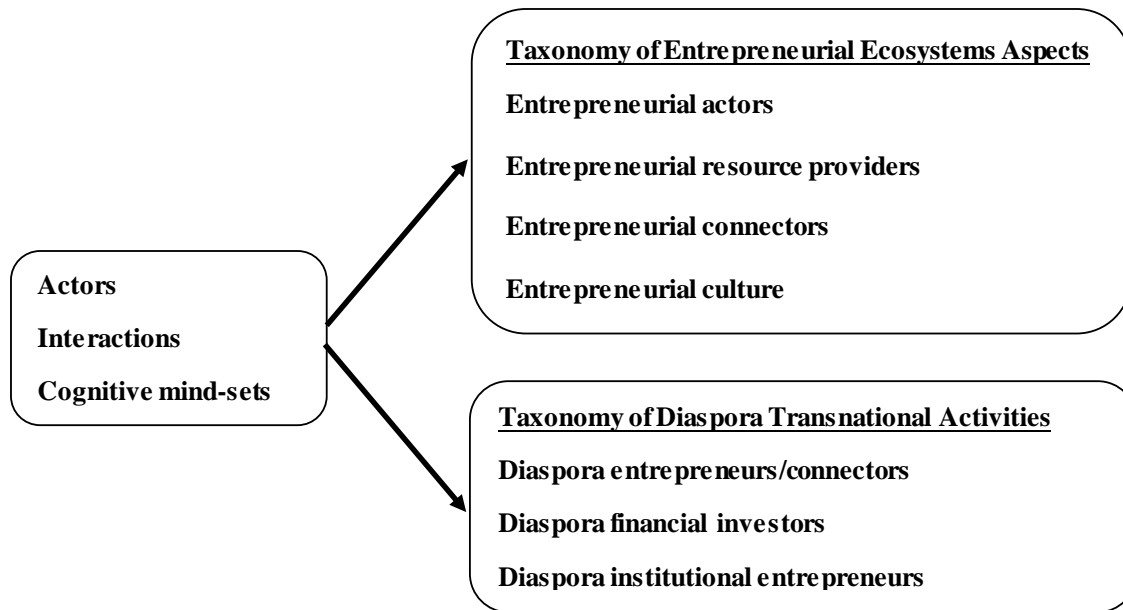 Taxonomy of Entrepreneurial Ecosystems Aspects
Entrepreneurial actors
Entrepreneurial resource providers
Entrepreneurial connectors
Entrepreneurial culture
Actors
Interactions
Cognitive mind-sets
Taxonomy of Diaspora Transnational Activities
Diaspora entrepreneurs/connectors
Diaspora financial investors
Diaspora institutional entrepreneurs